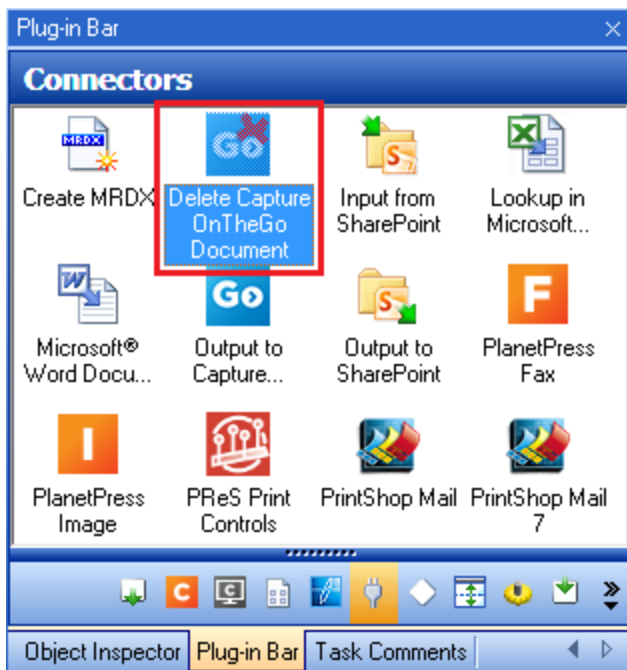 Plug-in Bar
Connectors
MRDX
GO
S
Create MRDX
Delete Capture
OnTheGo
Document
Input from
SharePoint
Lookup in
Microsoft...
W
GO
S
F
Microsoft®
Word Docu...
Output to
Capture...
Output to
SharePoint
PlanetPress
Fax
I
PlanetPress
Image
PReS Print
Controls
PrintShop Mail
PrintShop Mail
7
C
C
Object Inspector
Plug-in Bar
Task Comments